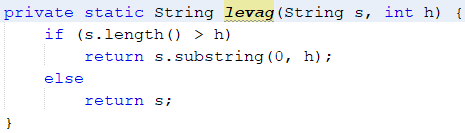 private static String levag(String s, int h) {
    if (s.length() > h)
        return s.substring(0, h);
    else
        return s;
}